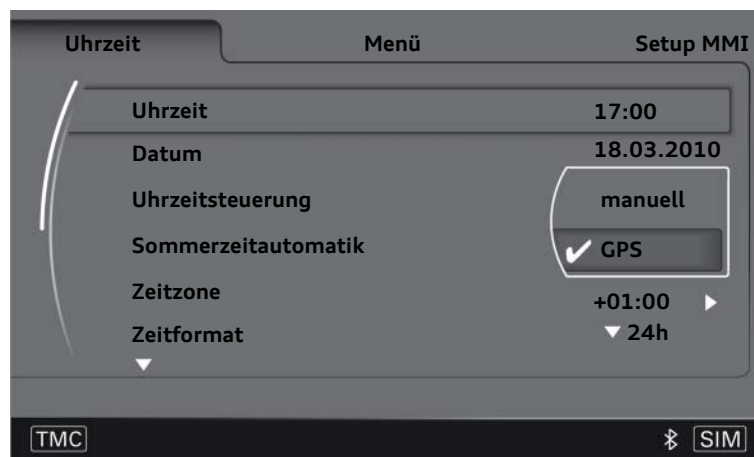 Uhrzeit Menü Setup MMI
Uhrzeit 17:00
Datum 18.03.2010
Uhrzeitsteuerung manuell
Sommerzeitautomatik GPS
Zeitzone +01:00
Zeitformat 24h
TMC SIM